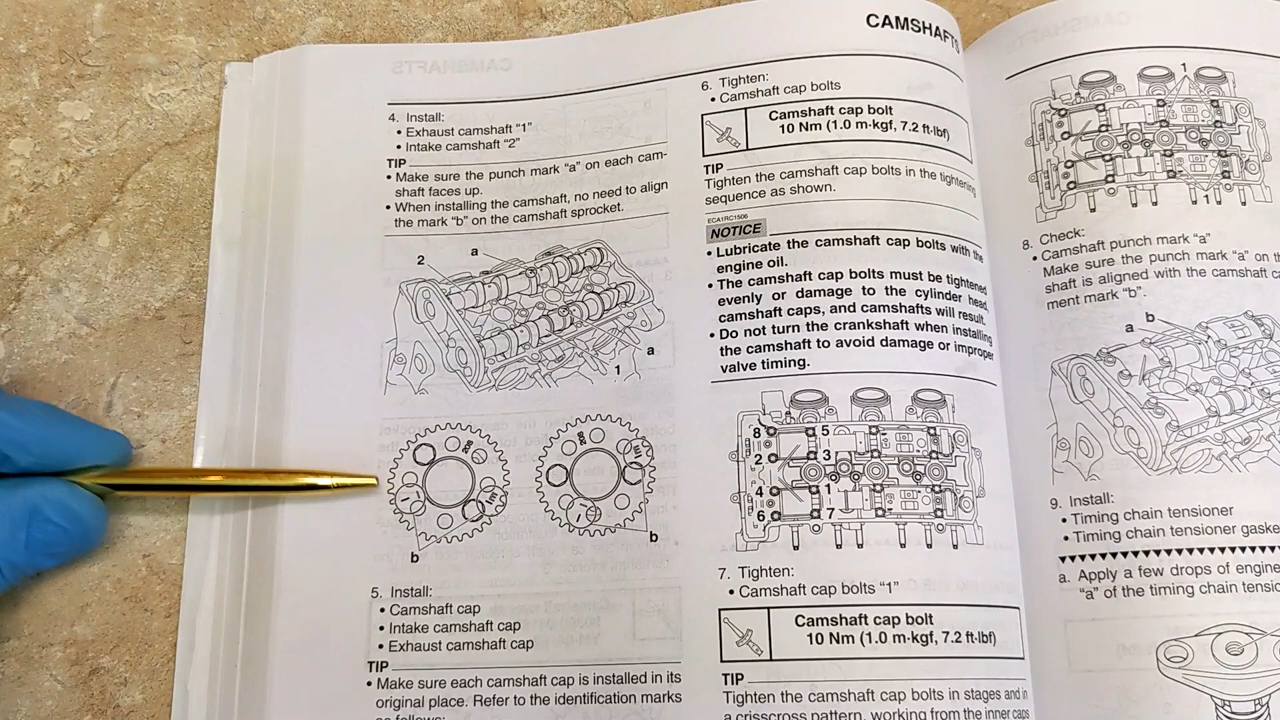 CAMSHAFTS
4. Install:
• Exhaust camshaft “1”
• Intake camshaft “2”
TIP
• Make sure the punch mark “a” on each cam-
shaft faces up.
• When installing the camshaft, no need to align
the mark “b” on the camshaft sprocket.
2
a
a
1
b
b
5. Install:
• Camshaft cap
• Intake camshaft cap
• Exhaust camshaft cap
TIP
• Make sure each camshaft cap is installed in its
original place. Refer to the identification marks
as follows:
6. Tighten:
• Camshaft cap bolts
Camshaft cap bolt
10 Nm (1.0 m·kgf, 7.2 ft·lbf)
TIP
Tighten the camshaft cap bolts in the tightening
sequence as shown.
ECA1RC1506
NOTICE
• Lubricate the camshaft cap bolts with the
engine oil.
• The camshaft cap bolts must be tightened
evenly or damage to the cylinder head,
camshaft caps, and camshafts will result.
• Do not turn the crankshaft when installing
the camshaft to avoid damage or improper
valve timing.
8 5
2 3
4 1
6 7
7. Tighten:
• Camshaft cap bolts “1”
Camshaft cap bolt
10 Nm (1.0 m·kgf, 7.2 ft·lbf)
TIP
Tighten the camshaft cap bolts in stages and in
a crisscross pattern, working from the inner caps
1
1
8. Check:
• Camshaft punch mark “a”
Make sure the punch mark “a” on
shaft is aligned with the camshaft
ment mark “b”.
b
a
9. Install:
• Timing chain tensioner
• Timing chain tensioner
a. Apply a few drops of engine
“a” of the timing chain